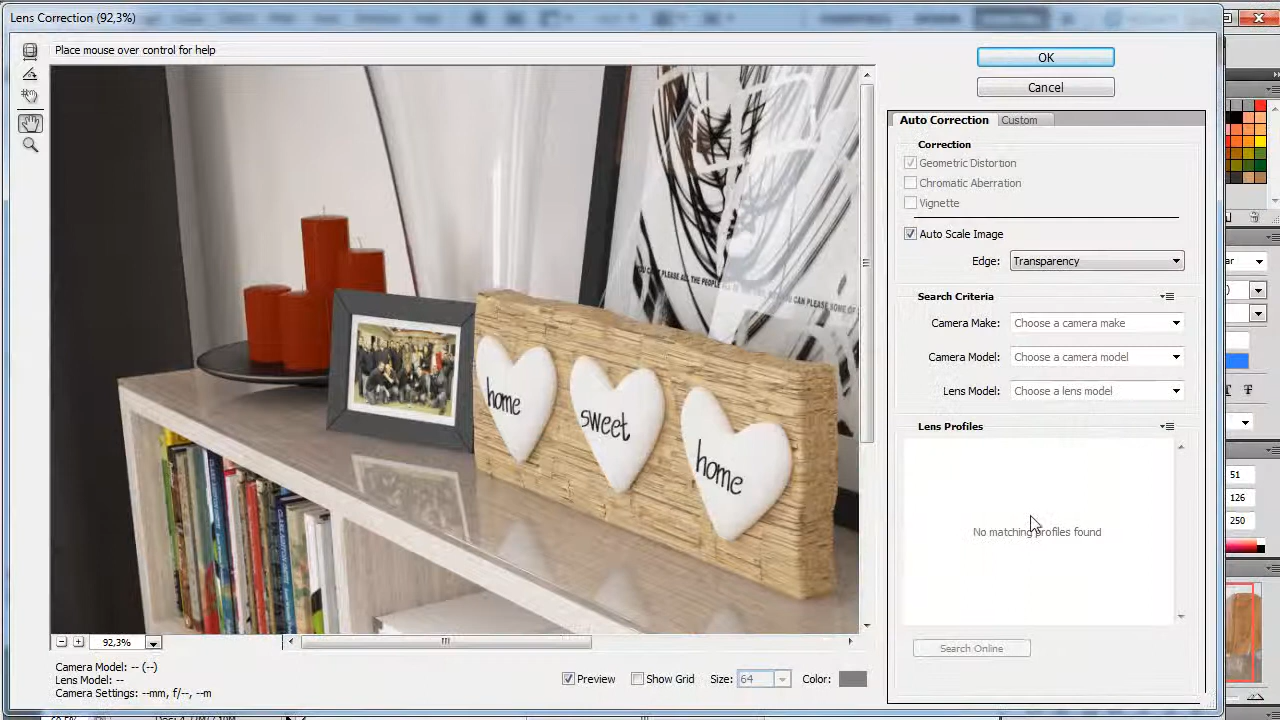 Lens Correction (92,3%)
Place mouse over control for help
OK
Cancel
Auto Correction
Custom
Correction
Geometric Distortion
Chromatic Aberration
Vignette
Auto Scale Image
Edge:
Transparency
Search Criteria
Camera Make:
Choose a camera make
Camera Model:
Choose a camera model
Lens Model:
Choose a lens model
Lens Profiles
No matching profiles found
Search Online
home
sweet
home
92,3%
Camera Model: -- (--)
Lens Model: --
Camera Settings: --mm, f/--, --m
Preview
Show Grid
Size:
64
Color:
51
126
250